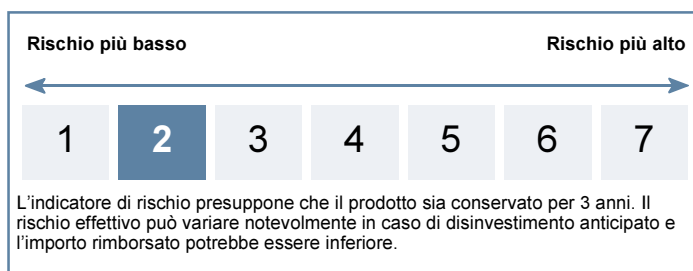 Rischio più basso Rischio più alto
1 2 3 4 5 6 7
L'indicatore di rischio presuppone che il prodotto sia conservato per 3 anni. Il
rischio effettivo può variare notevolmente in caso di disinvestimento anticipato e
l'importo rimborsato potrebbe essere inferiore.